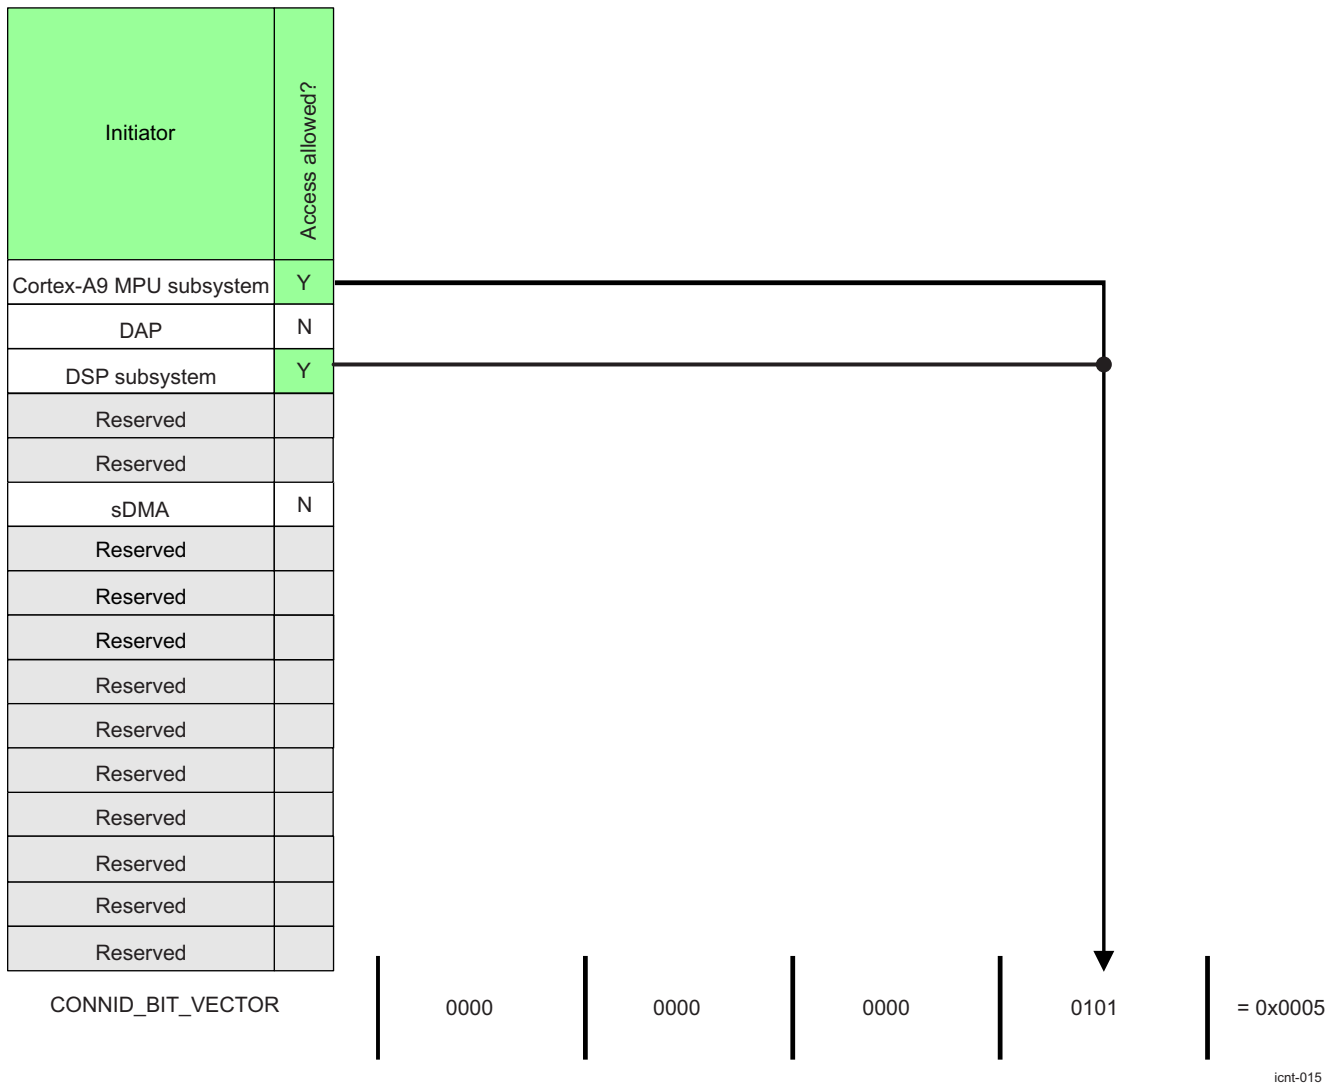 Initiator
Access allowed?
Cortex-A9 MPU subsystem Y
DAP N
DSP subsystem Y
Reserved
Reserved
sDMA N
Reserved
Reserved
Reserved
Reserved
Reserved
Reserved
Reserved
Reserved
Reserved
Reserved
CONNID_BIT_VECTOR 0000 0000 0000 0101 = 0x0005
icnt-015